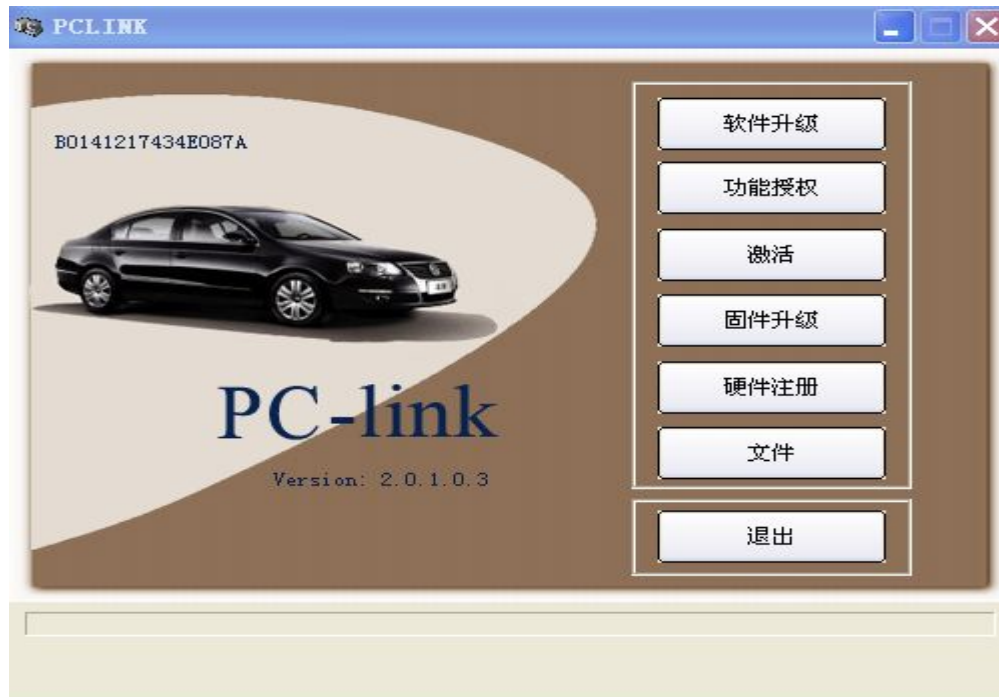 PCLINK
B0141217434E087A
PC-link
Version: 2.0.1.0.3
软件升级
功能授权
激活
固件升级
硬件注册
文件
退出